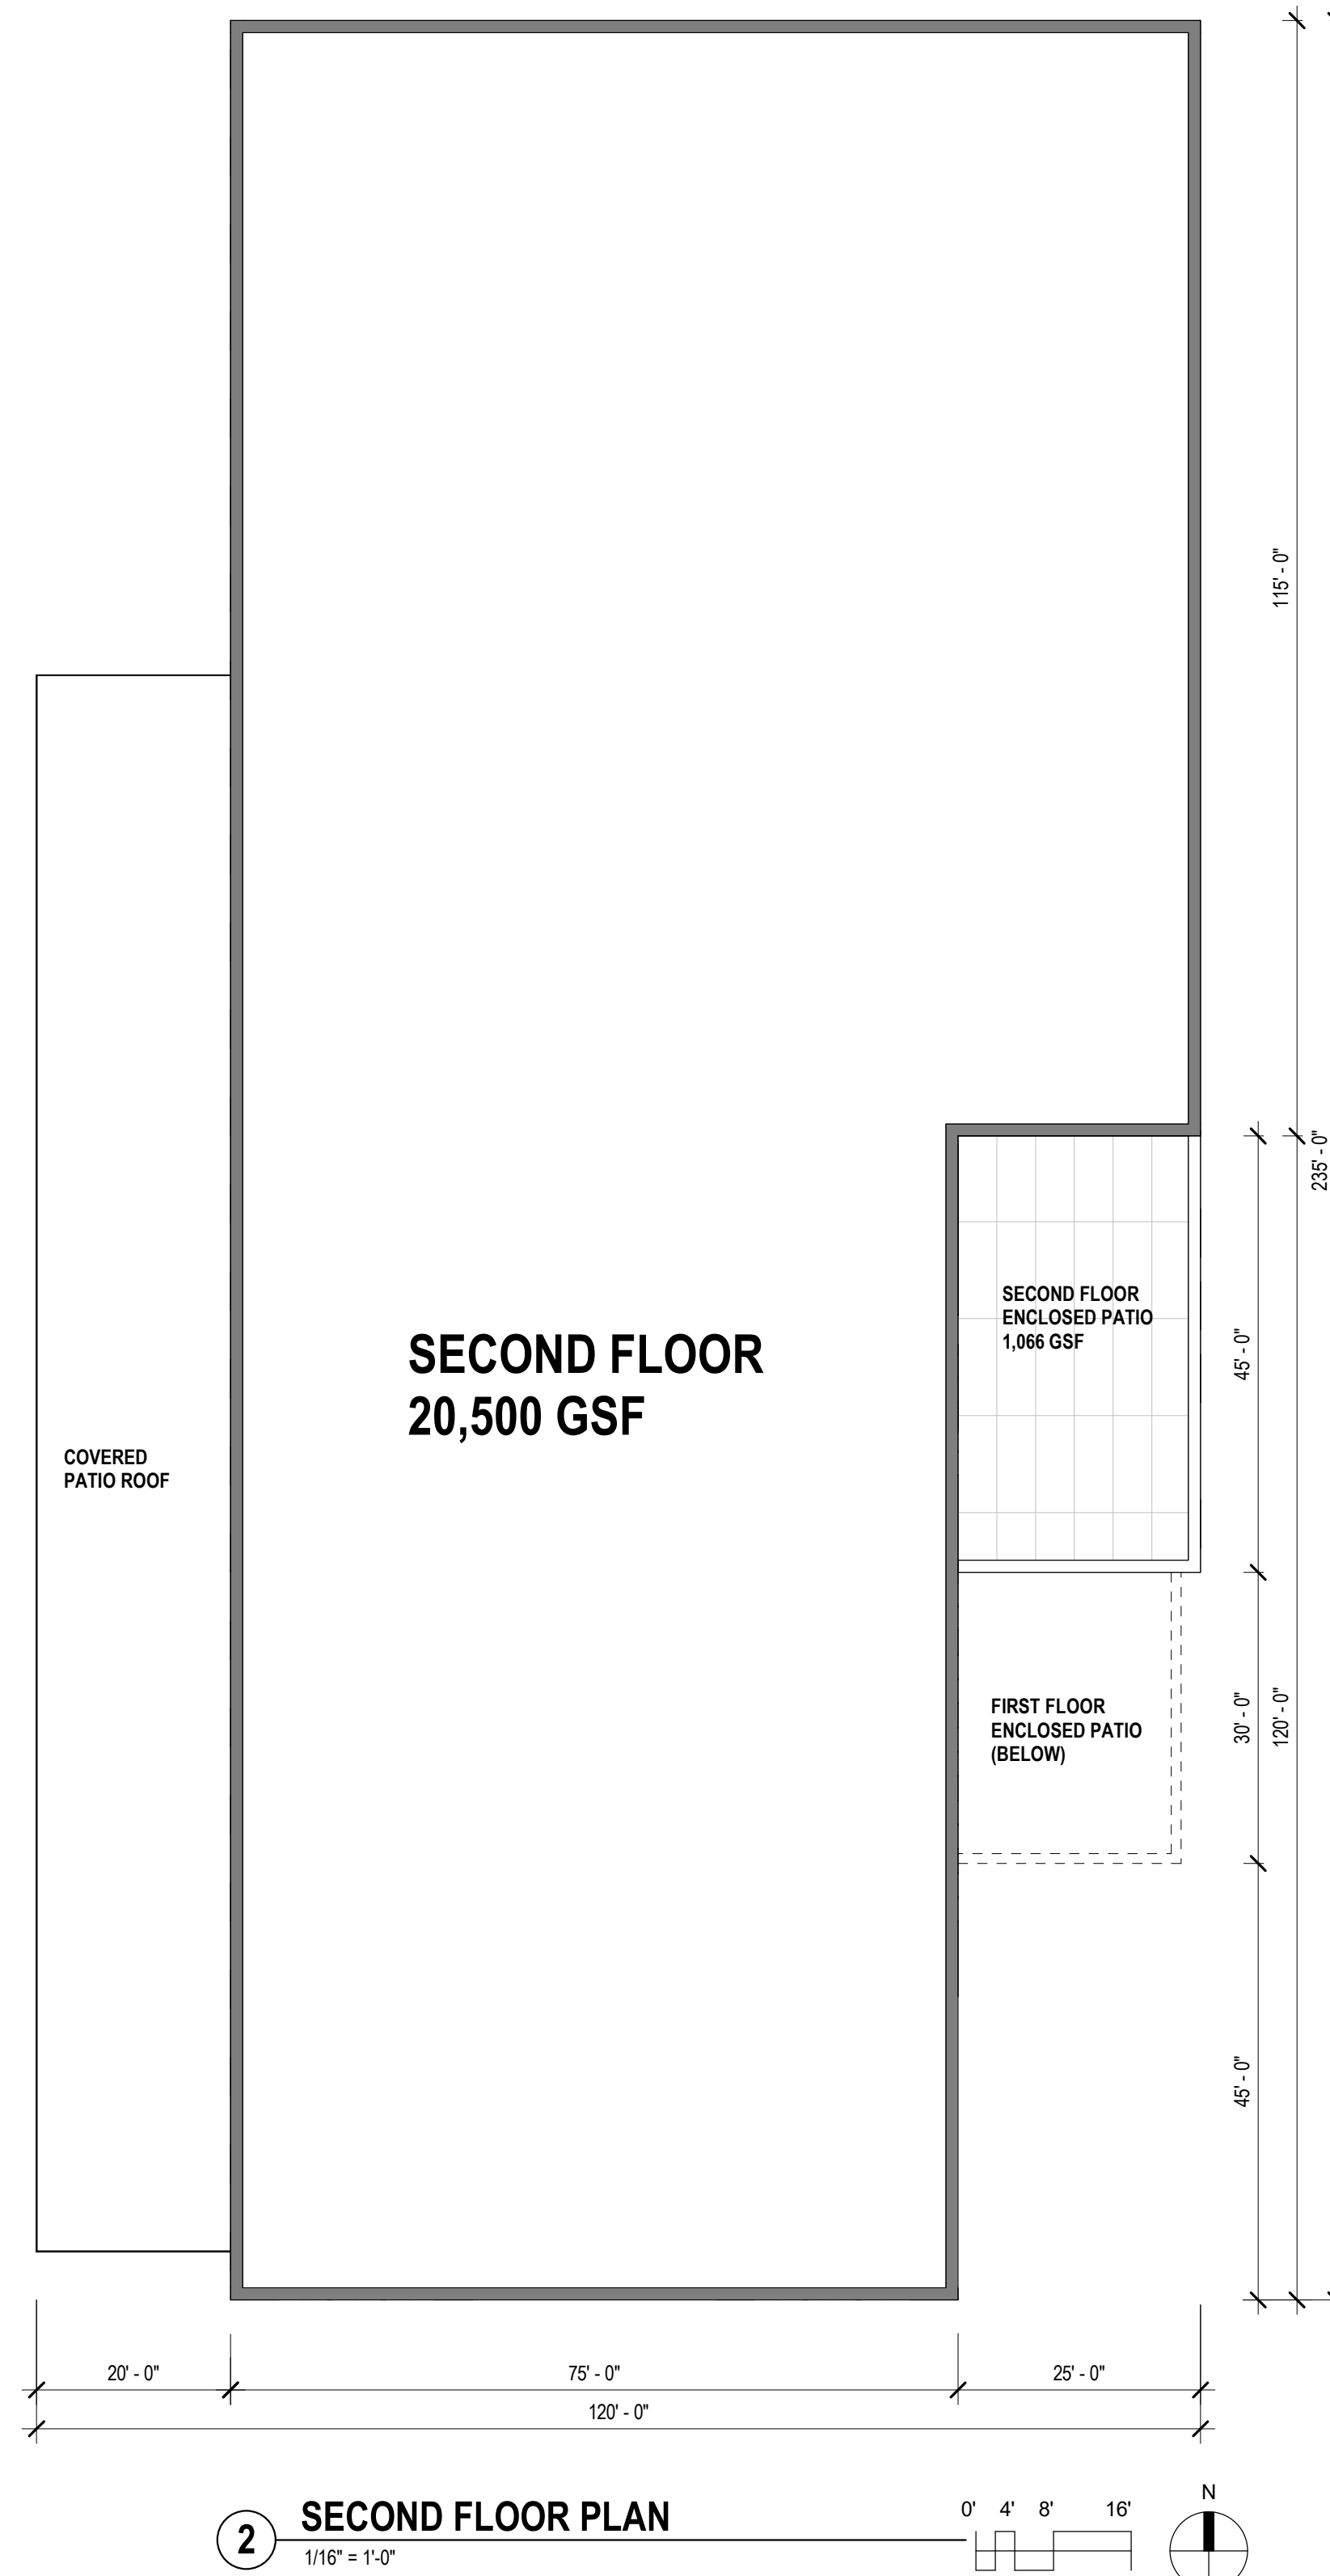 115' - 0"
235' - 0"
SECOND FLOOR
ENCLOSED PATIO
1,066 GSF
45' - 0"
SECOND FLOOR
20,500 GSF
COVERED
PATIO ROOF
FIRST FLOOR
ENCLOSED PATIO
(BELOW)
30' - 0"
120' - 0"
45' - 0"
20' - 0"
75' - 0"
25' - 0"
120' - 0"
2
SECOND FLOOR PLAN
1/16" = 1'-0"
0' 4' 8' 16'
N